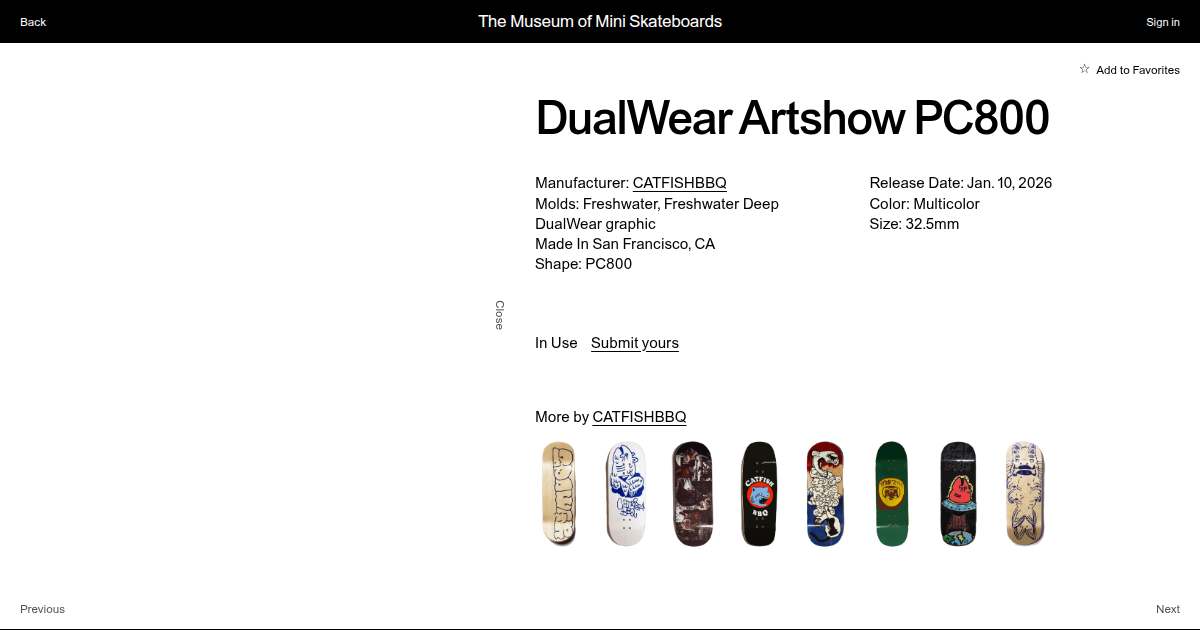 Back
The Museum of Mini Skateboards
Sign in
☆ Add to Favorites
DualWear Artshow PC800
Manufacturer: CATFISHBBQ
Molds: Freshwater, Freshwater Deep
DualWear graphic
Made In San Francisco, CA
Shape: PC800
Release Date: Jan. 10, 2026
Color: Multicolor
Size: 32.5mm
Close
In Use Submit yours
More by CATFISHBBQ
CATFISH
BBQ
Previous
Next